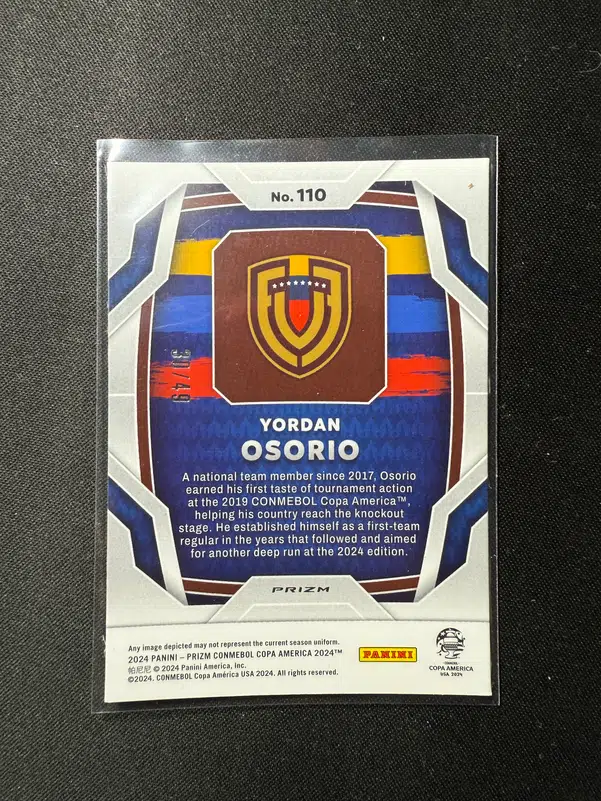 No. 110
FVF
30/49
YORDAN
OSORIO
A national team member since 2017, Osorio
earned his first taste of tournament action
at the 2019 CONMEBOL Copa America™,
helping his country reach the knockout
stage. He established himself as a first-team
regular in the years that followed and aimed
for another deep run at the 2024 edition.
PRIZM
Any image depicted may not represent the current season uniform.
2024 PANINI – PRIZM CONMEBOL COPA AMERICA 2024™
帕尼尼 © 2024 Panini America, Inc.
©2024. CONMEBOL Copa América USA 2024. All rights reserved.
PANINI
CONMEBOL
COPA AMERICA
USA 2024